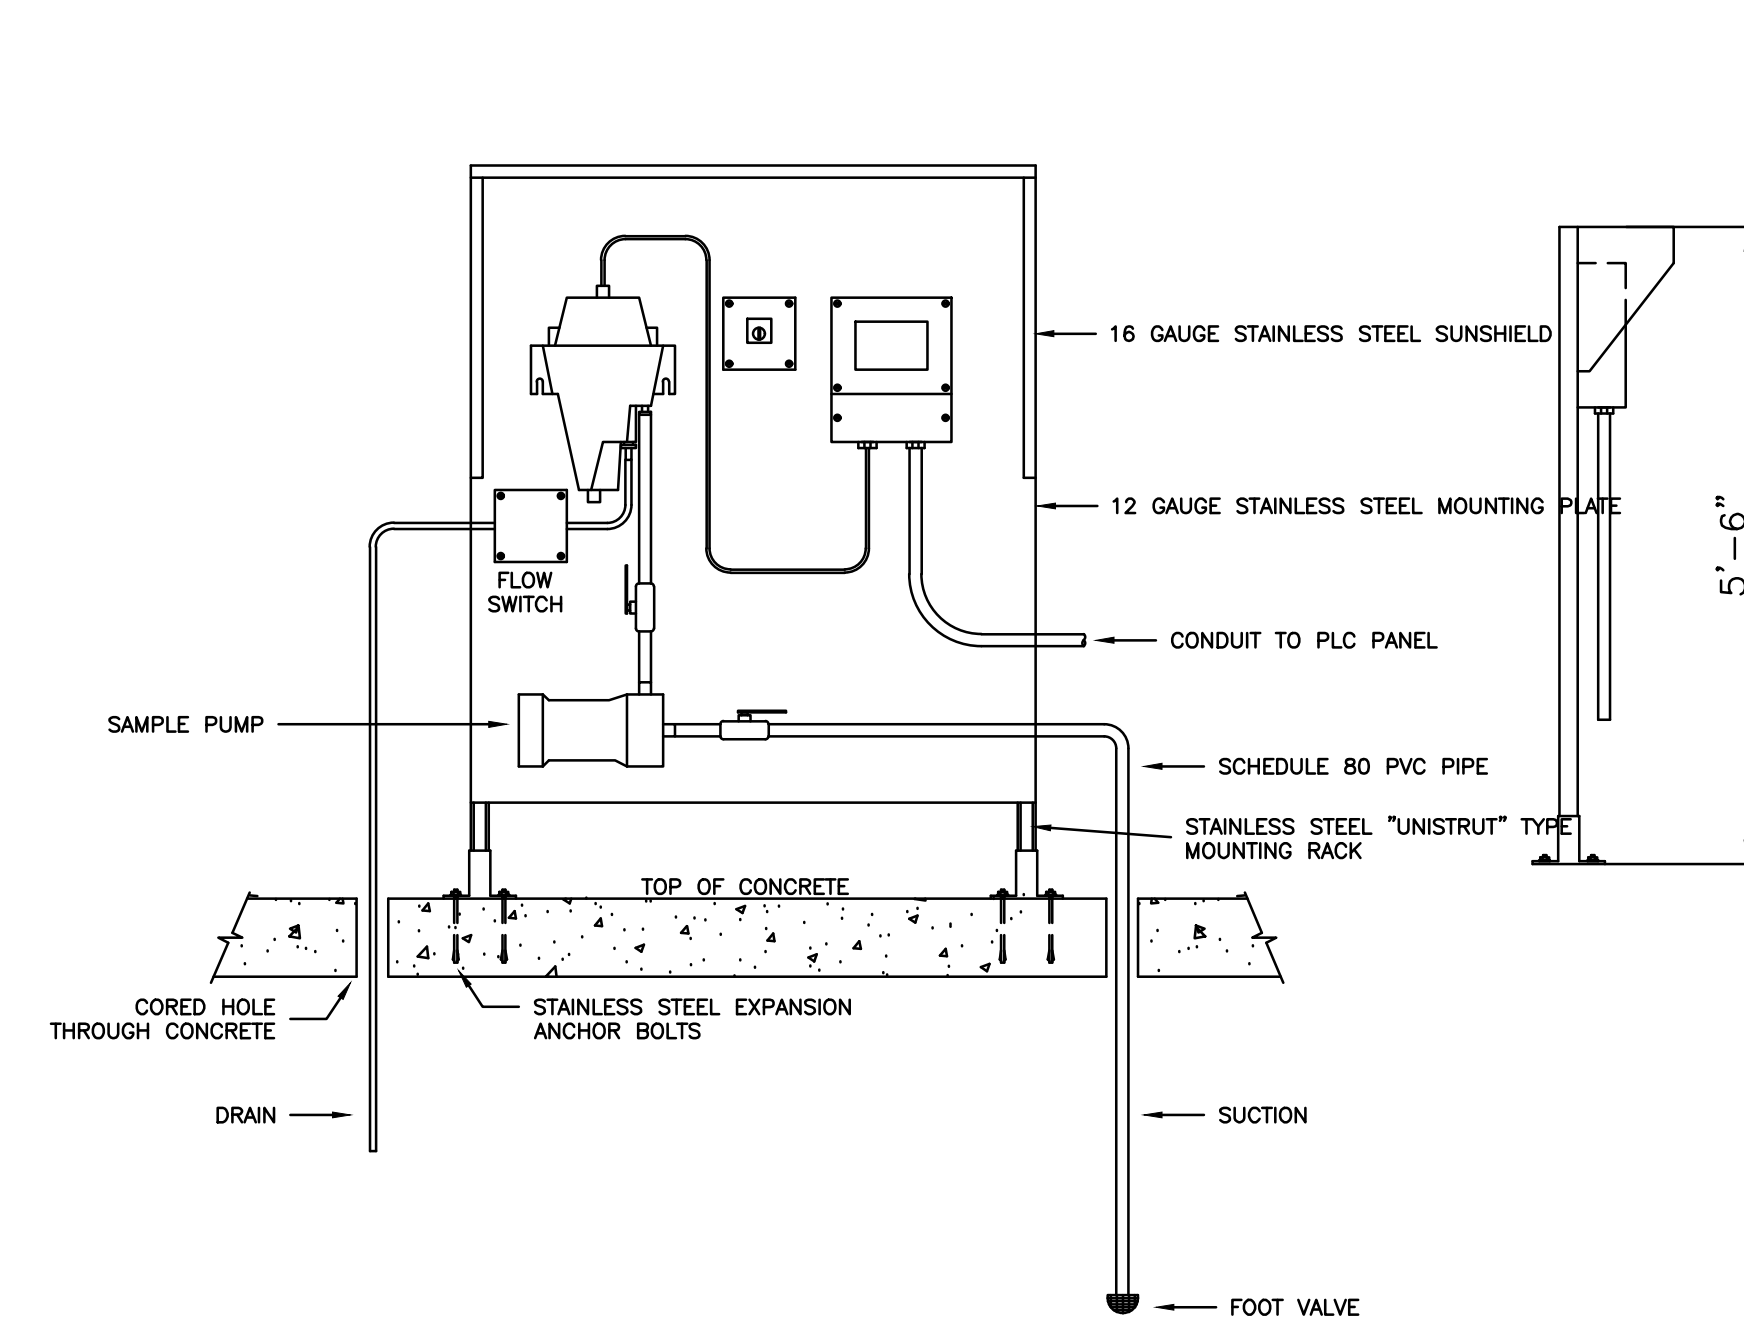 16 GAUGE STAINLESS STEEL SUNSHIELD
12 GAUGE STAINLESS STEEL MOUNTING PLATE
5'-6"
FLOW
SWITCH
CONDUIT TO PLC PANEL
SAMPLE PUMP
SCHEDULE 80 PVC PIPE
STAINLESS STEEL "UNISTRUT" TYPE
MOUNTING RACK
TOP OF CONCRETE
CORED HOLE
THROUGH CONCRETE
STAINLESS STEEL EXPANSION
ANCHOR BOLTS
DRAIN
SUCTION
FOOT VALVE